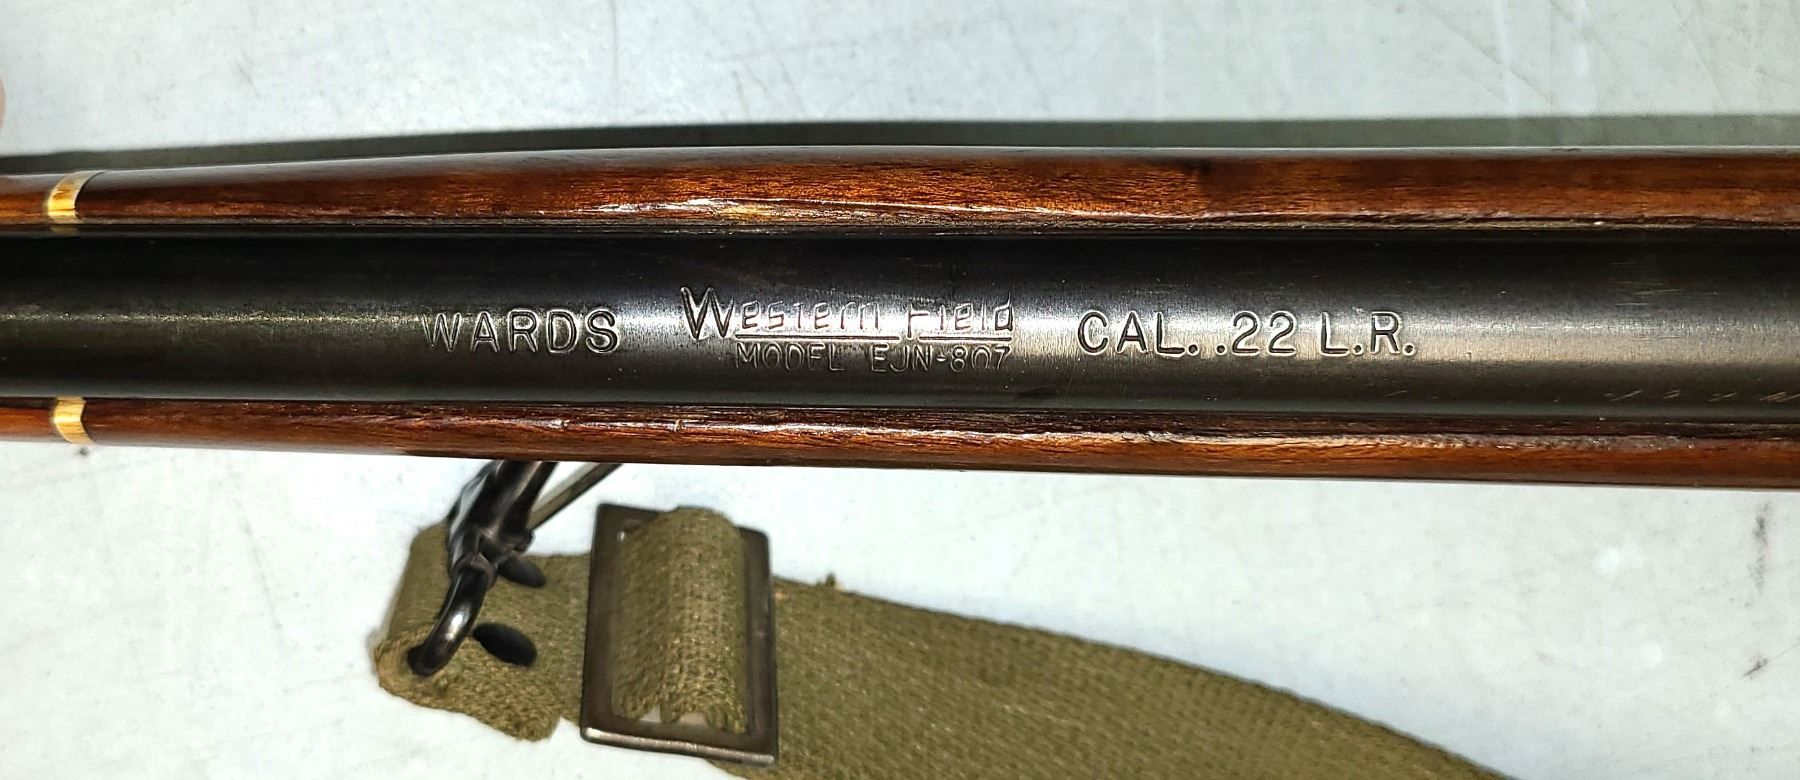 WARDS Western Field CAL. .22 L.R.
MODEL EJN-807